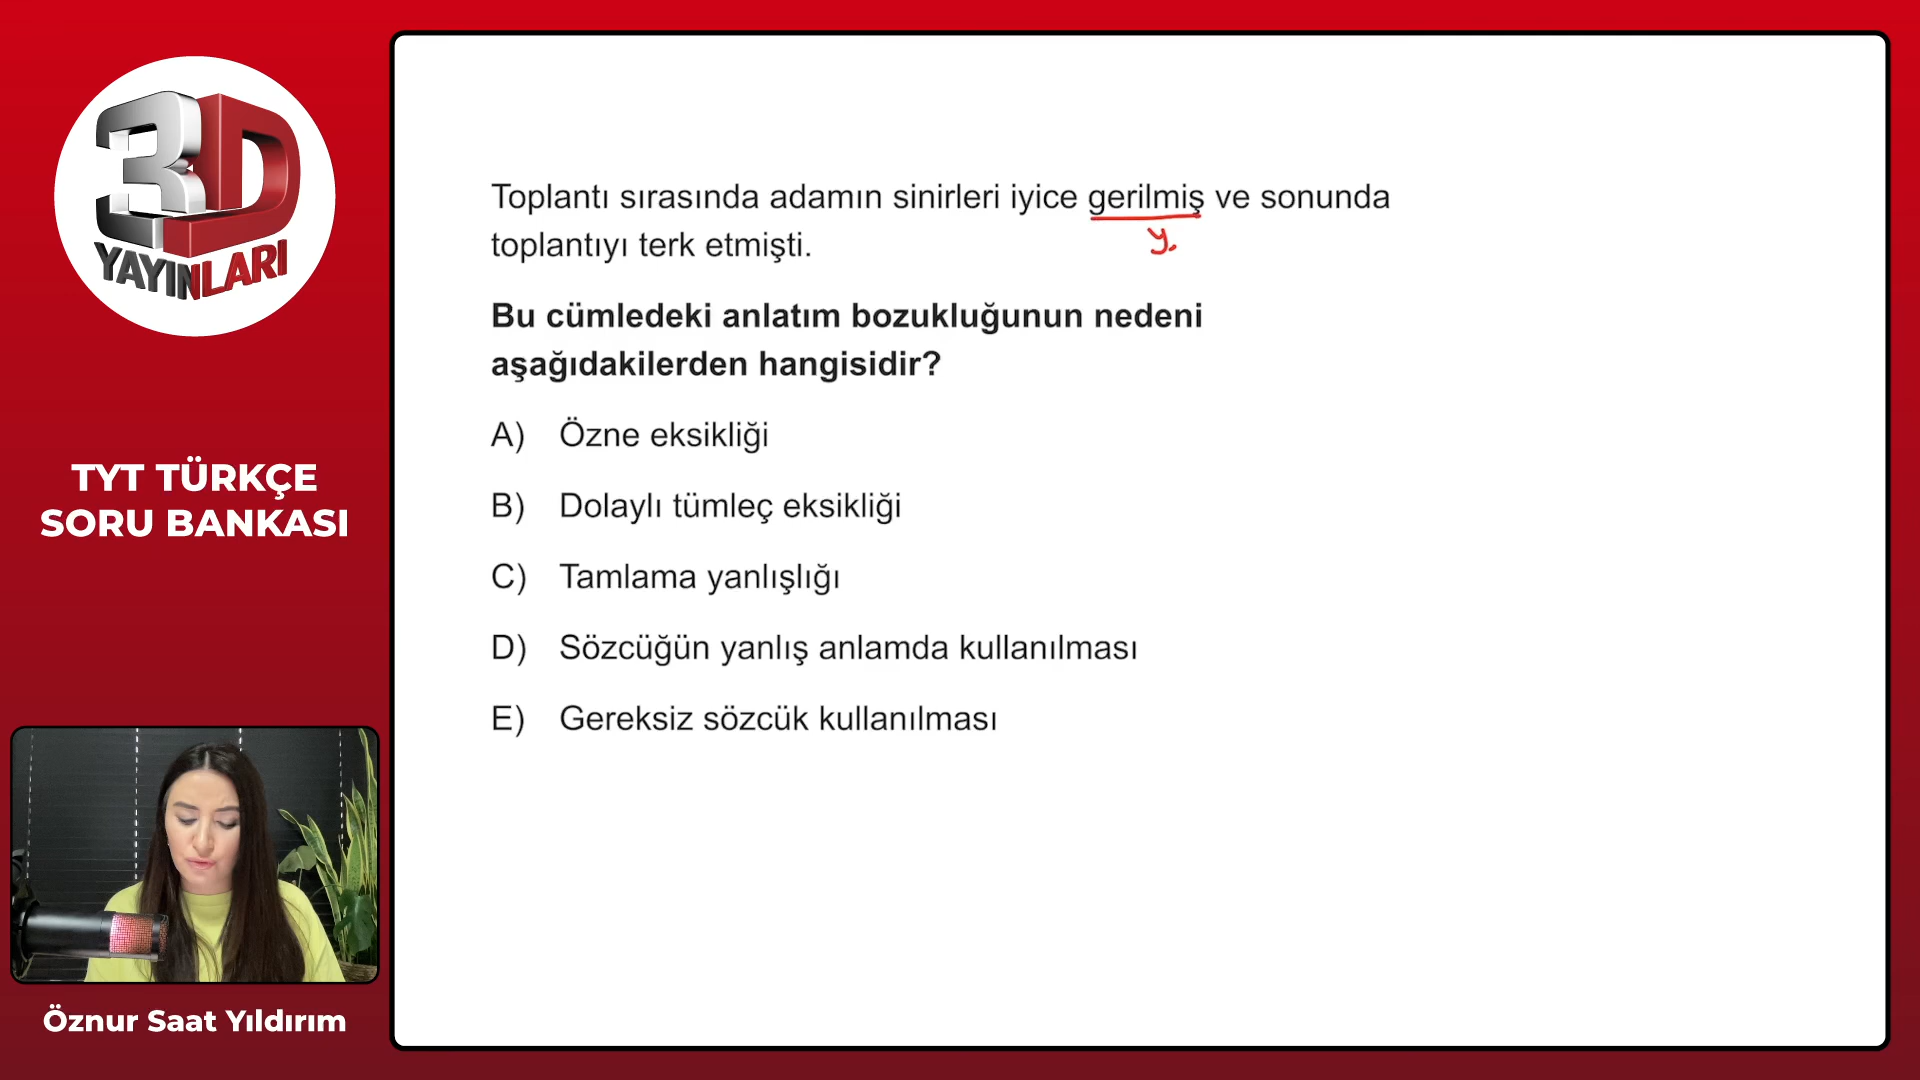 3D
YAYINLARI
TYT TÜRKÇE
SORU BANKASI
Öznur Saat Yıldırım
Toplantı sırasında adamın sinirleri iyice gerilmiş ve sonunda
y.
toplantıyı terk etmişti.
Bu cümledeki anlatım bozukluğunun nedeni
aşağıdakilerden hangisidir?
A) Özne eksikliği
B) Dolaylı tümleç eksikliği
C) Tamlama yanlışlığı
D) Sözcüğün yanlış anlamda kullanılması
E) Gereksiz sözcük kullanılması